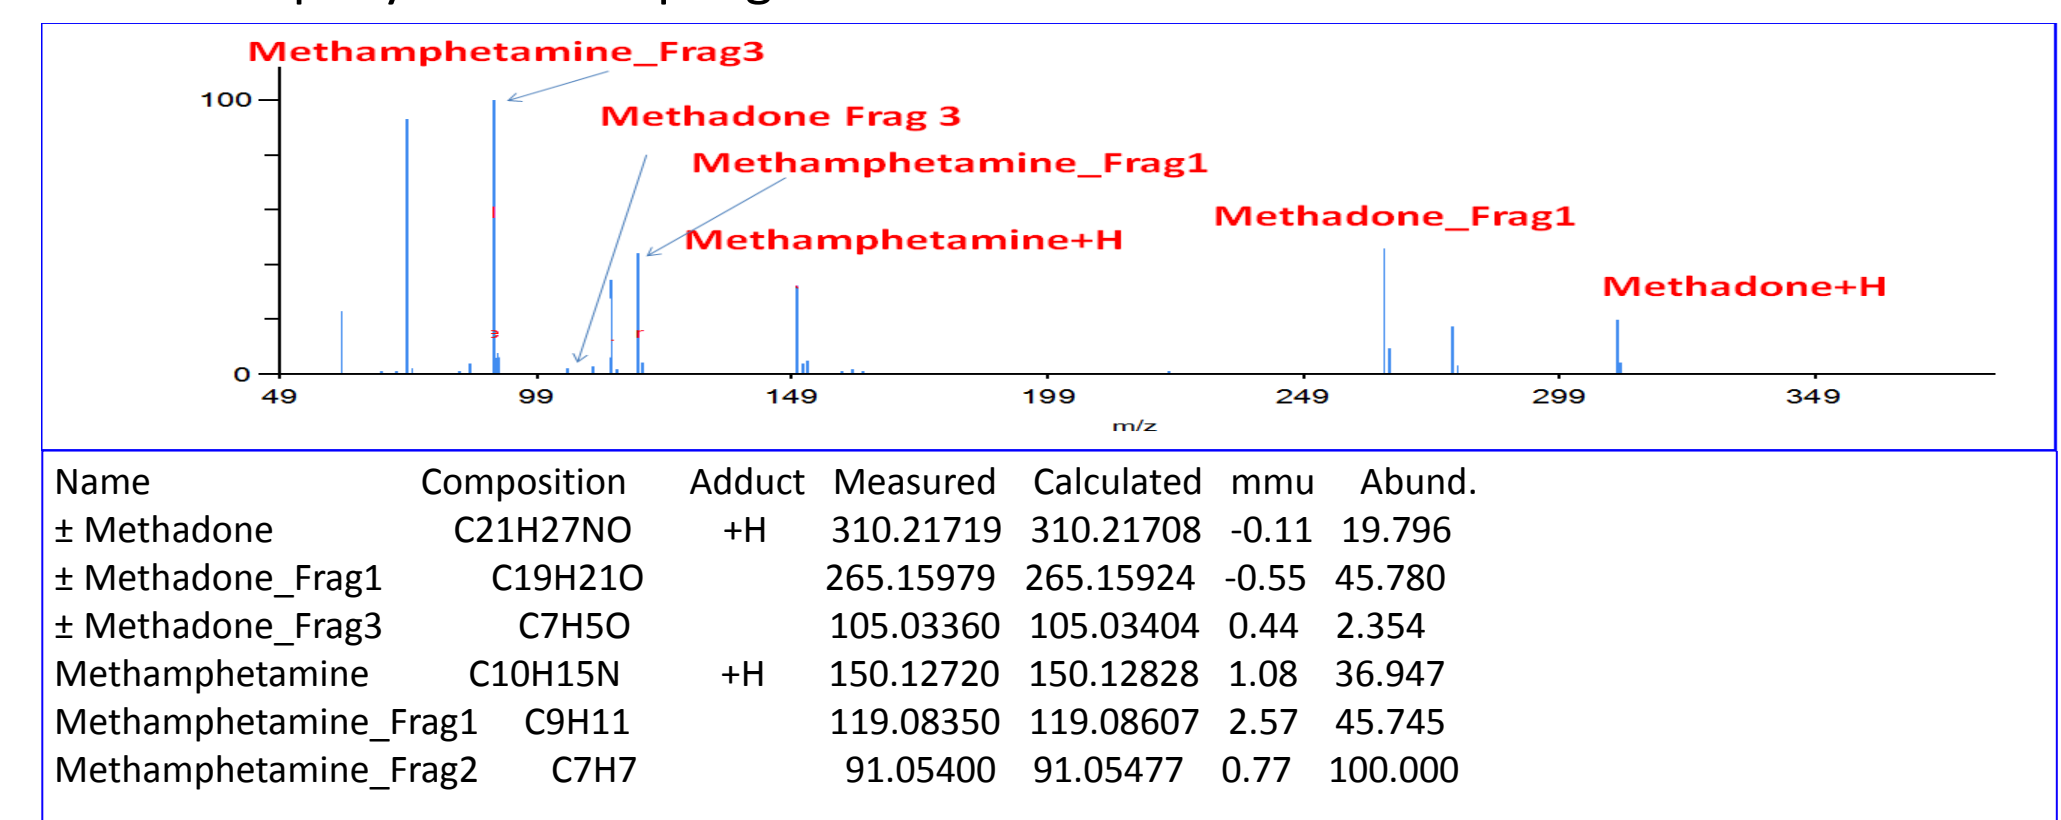 Methamphetamine_Frag3
100
Methadone Frag 3
Methamphetamine_Frag1
Methadone_Frag1
Methamphetamine+H
Methadone+H
0
49 99 149 199 249 299 349
m/z
Name Composition Adduct Measured Calculated mmu Abund.
± Methadone C21H27NO +H 310.21719 310.21708 -0.11 19.796
± Methadone_Frag1 C19H21O 265.15979 265.15924 -0.55 45.780
± Methadone_Frag3 C7H5O 105.03360 105.03404 0.44 2.354
Methamphetamine C10H15N +H 150.12720 150.12828 1.08 36.947
Methamphetamine_Frag1 C9H11 119.08350 119.08607 2.57 45.745
Methamphetamine_Frag2 C7H7 91.05400 91.05477 0.77 100.000